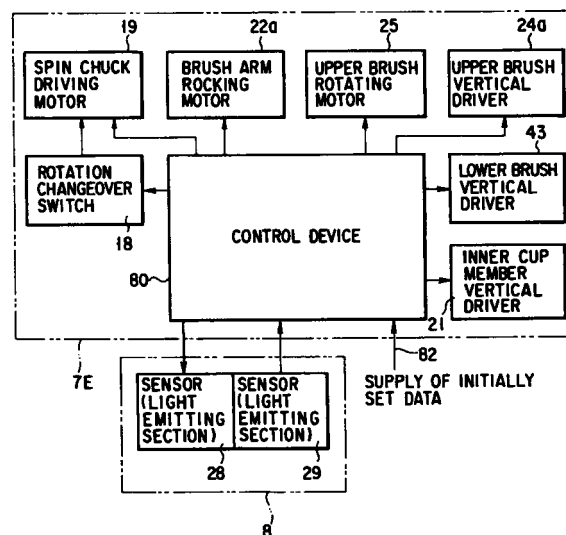 19
22a
25
24a
SPIN CHUCK
DRIVING
MOTOR
BRUSH ARM
ROCKING
MOTOR
UPPER BRUSH
ROTATING
MOTOR
UPPER BRUSH
VERTICAL
DRIVER
43
ROTATION
CHANGEOVER
SWITCH
18
CONTROL DEVICE
LOWER BRUSH
VERTICAL
DRIVER
80
INNER CUP
MEMBER
VERTICAL
DRIVER
21
7E
82
SUPPLY OF INITIALLY
SET DATA
SENSOR
(LIGHT
EMITTING
SECTION)
28
SENSOR
(LIGHT
EMITTING
SECTION)
29
8